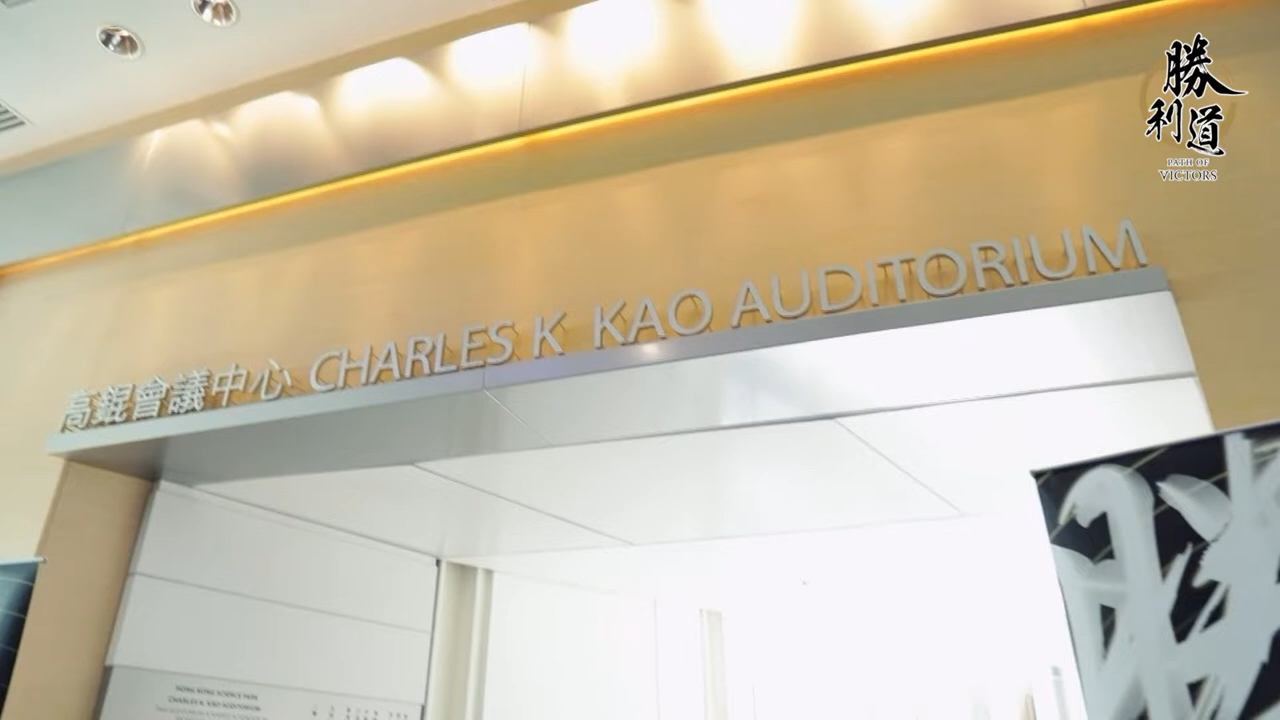 勝
利道
PATH OF
VICTORS
高錕會議中心 CHARLES K KAO AUDITORIUM
HONG KONG SCIENCE PARK
CHARLES K. KAO AUDITORIUM